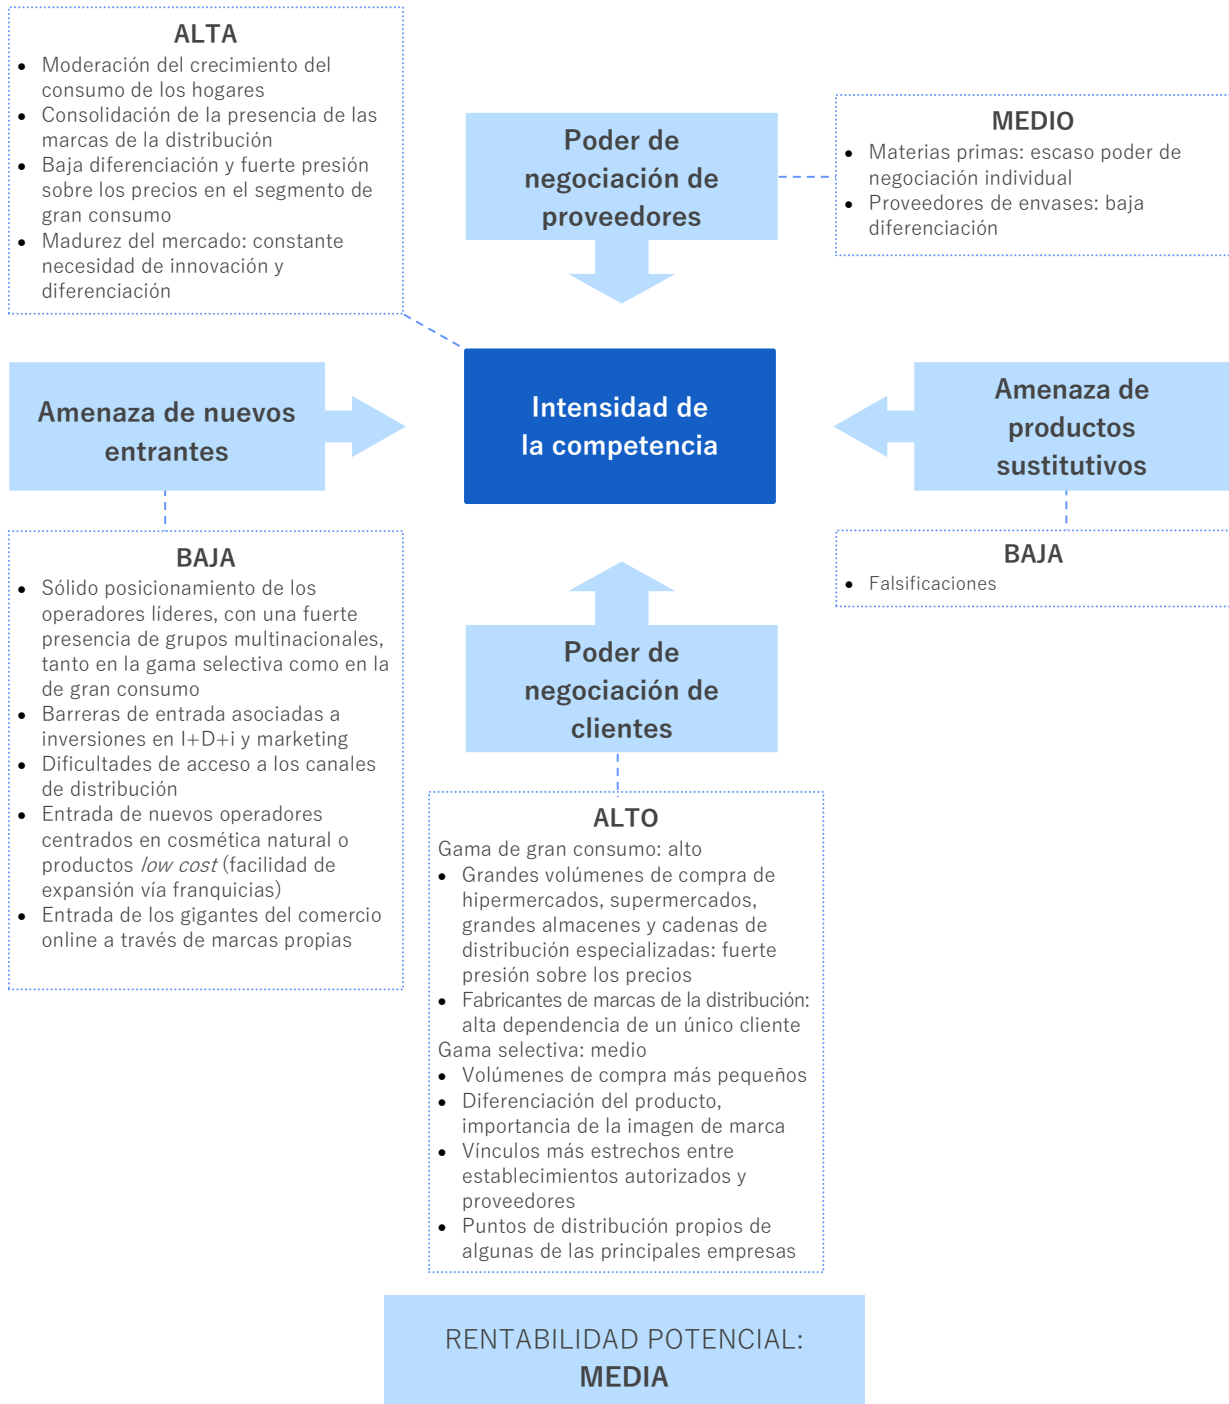 ALTA
• Moderación del crecimiento del
consumo de los hogares
• Consolidación de la presencia de las
marcas de la distribución
• Baja diferenciación y fuerte presión
sobre los precios en el segmento de
gran consumo
• Madurez del mercado: constante
necesidad de innovación y
diferenciación
Poder de
negociación de
proveedores
MEDIO
• Materias primas: escaso poder de
negociación individual
• Proveedores de envases: baja
diferenciación
Amenaza de nuevos
entrantes
Intensidad de
la competencia
Amenaza de
productos
sustitutivos
BAJA
• Sólido posicionamiento de los
operadores líderes, con una fuerte
presencia de grupos multinacionales,
tanto en la gama selectiva como en la
de gran consumo
• Barreras de entrada asociadas a
inversiones en I+D+i y marketing
• Dificultades de acceso a los canales
de distribución
• Entrada de nuevos operadores
centrados en cosmética natural o
productos low cost (facilidad de
expansión vía franquicias)
• Entrada de los gigantes del comercio
online a través de marcas propias
BAJA
• Falsificaciones
Poder de
negociación de
clientes
ALTO
Gama de gran consumo: alto
• Grandes volúmenes de compra de
hipermercados, supermercados,
grandes almacenes y cadenas de
distribución especializadas: fuerte
presión sobre los precios
• Fabricantes de marcas de la distribución:
alta dependencia de un único cliente
Gama selectiva: medio
• Volúmenes de compra más pequeños
• Diferenciación del producto,
importancia de la imagen de marca
• Vínculos más estrechos entre
establecimientos autorizados y
proveedores
• Puntos de distribución propios de
algunas de las principales empresas
RENTABILIDAD POTENCIAL:
MEDIA